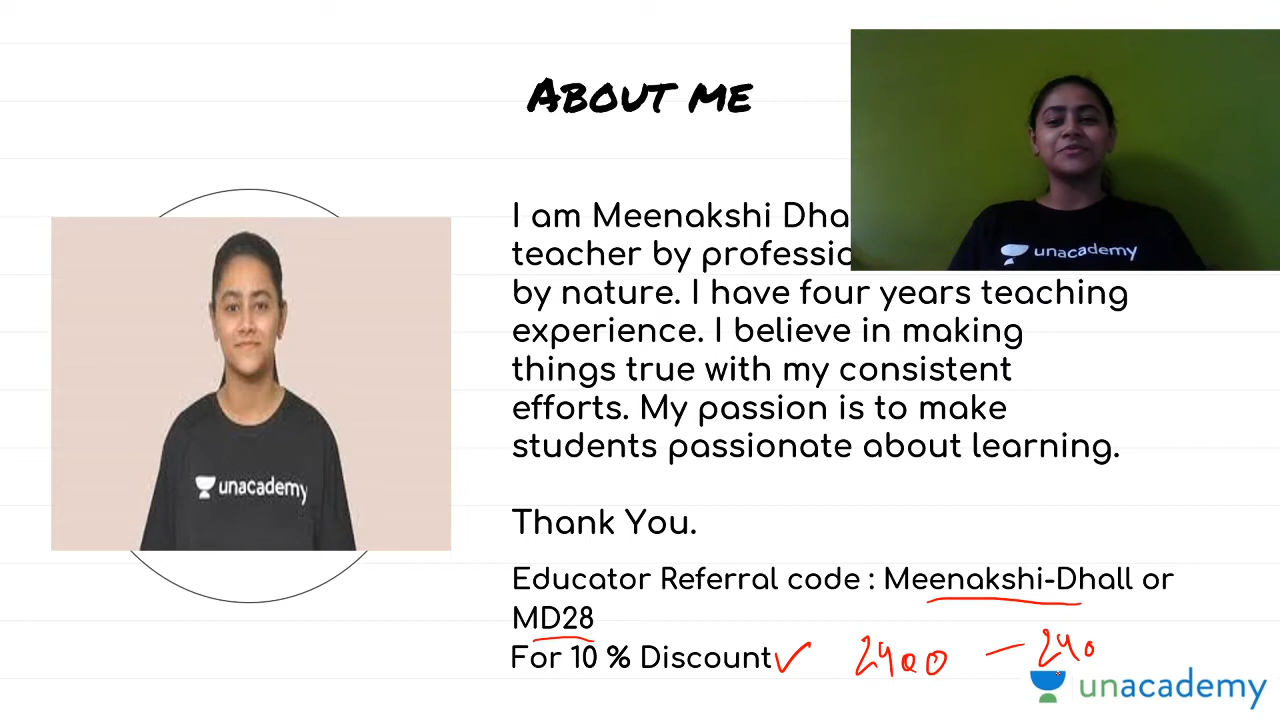 ABOUT ME
I am Meenakshi Dha
teacher by professio
by nature. I have four years teaching
experience. I believe in making
things true with my consistent
efforts. My passion is to make
students passionate about learning.
Thank You.
Educator Referral code : Meenakshi-Dhall or
MD28
For 10 % Discount✓ 2400 — 240
unacademy
unacademy
unacademy